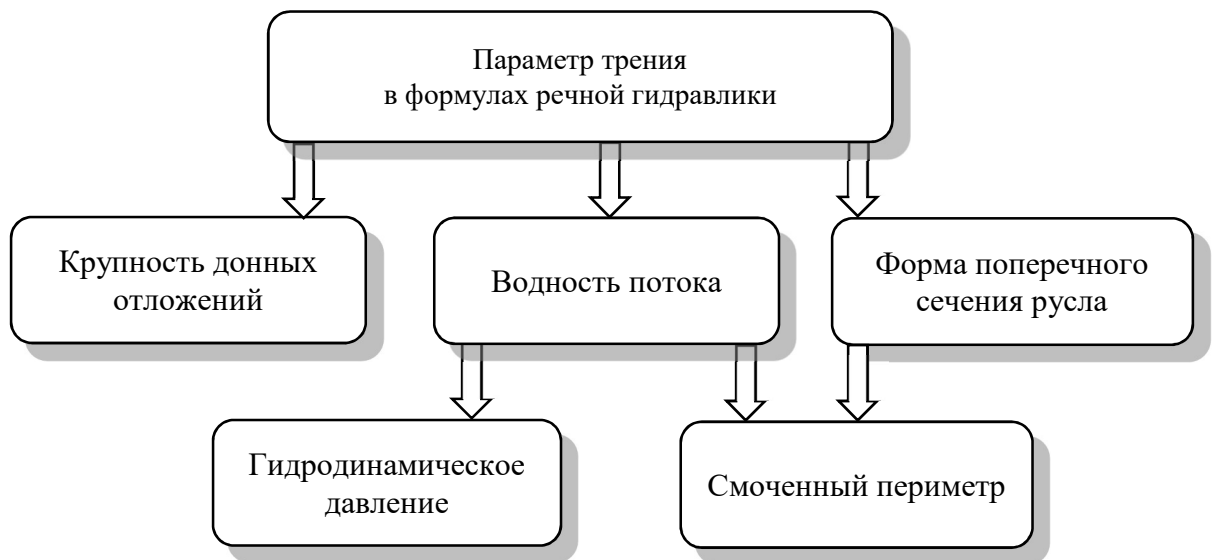 Параметр трения
в формулах речной гидравлики
Крупность донных
отложений
Водность потока
Форма поперечного
сечения русла
Гидродинамическое
давление
Смоченный периметр